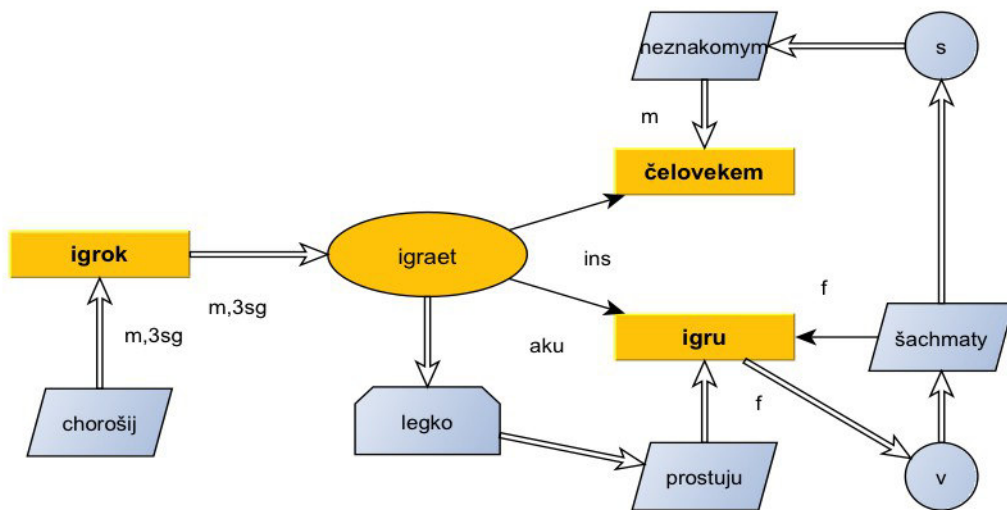 neznakomym
s
m
čelovekem
igrok
igraet
ins
f
m,3sg
m,3sg
aku
igru
šachmaty
chorošij
legko
f
prostuju
v